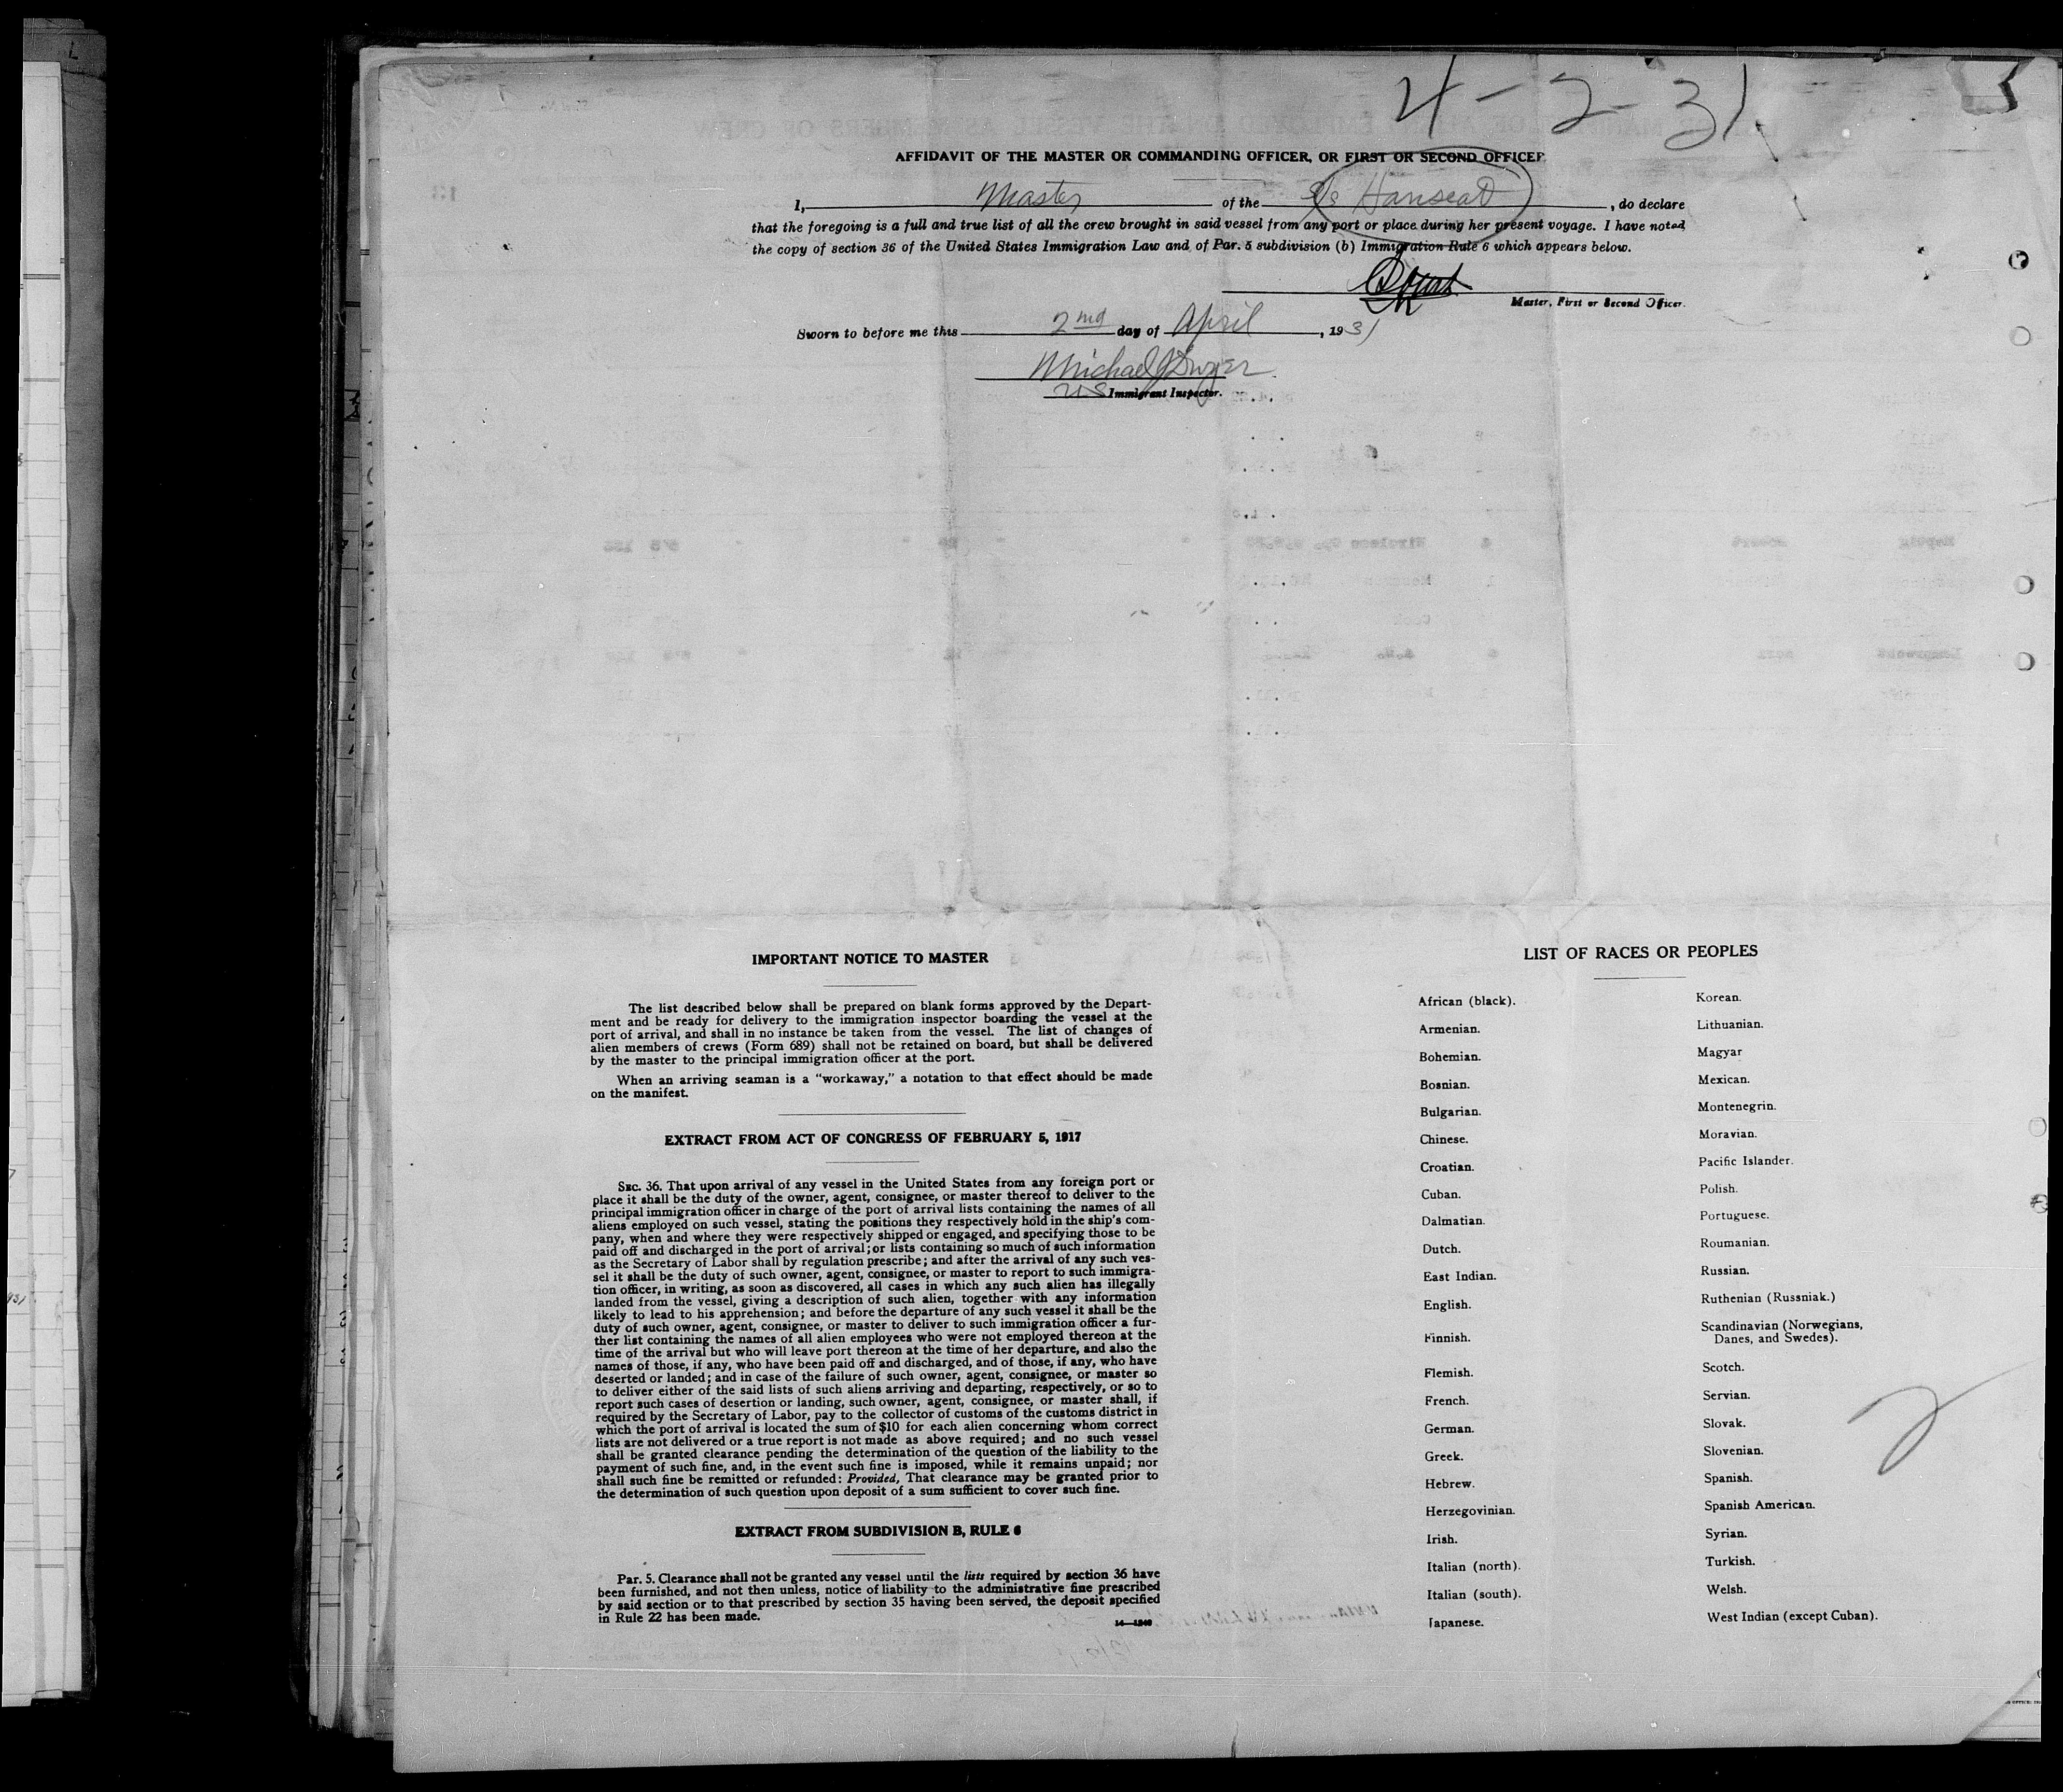 4-2-31
AFFIDAVIT OF THE MASTER OR COMMANDING OFFICER, OR FIRST OR SECOND OFFICER
I, Master of the S/S Hanseat, do declare
that the foregoing is a full and true list of all the crew brought in said vessel from any port or place during her present voyage. I have noted
the copy of section 36 of the United States Immigration Law and of Par. 5 subdivision (b) Immigration Rule 6 which appears below.
Master, First or Second Officer.
Sworn to before me this 2nd day of April, 1931
Michael J Dwyer
US Immigrant Inspector.
IMPORTANT NOTICE TO MASTER
The list described below shall be prepared on blank forms approved by the Depart-
ment and be ready for delivery to the immigration inspector boarding the vessel at the
port of arrival, and shall in no instance be taken from the vessel. The list of changes of
alien members of crews (Form 689) shall not be retained on board, but shall be delivered
by the master to the principal immigration officer at the port.
When an arriving seaman is a "workaway," a notation to that effect should be made
on the manifest.
EXTRACT FROM ACT OF CONGRESS OF FEBRUARY 5, 1917
SEC. 36. That upon arrival of any vessel in the United States from any foreign port or
place it shall be the duty of the owner, agent, consignee, or master thereof to deliver to the
principal immigration officer in charge of the port of arrival lists containing the names of all
aliens employed on such vessel, stating the positions they respectively hold in the ship's com-
pany, when and where they were respectively shipped or engaged, and specifying those to be
paid off and discharged in the port of arrival; or lists containing so much of such information
as the Secretary of Labor shall by regulation prescribe; and after the arrival of any such ves-
sel it shall be the duty of such owner, agent, consignee, or master to report to such immigra-
tion officer, in writing, as soon as discovered, all cases in which any such alien has illegally
landed from the vessel, giving a description of such alien, together with any information
likely to lead to his apprehension; and before the departure of any such vessel it shall be the
duty of such owner, agent, consignee, or master to deliver to such immigration officer a fur-
ther list containing the names of all alien employees who were not employed thereon at the
time of the arrival but who will leave port thereon at the time of her departure, and also the
names of those, if any, who have been paid off and discharged, and of those, if any, who have
deserted or landed; and in case of the failure of such owner, agent, consignee, or master so
to deliver either of the said lists of such aliens arriving and departing, respectively, or so to
report such cases of desertion or landing, such owner, agent, consignee, or master shall, if
required by the Secretary of Labor, pay to the collector of customs of the customs district in
which the port of arrival is located the sum of $10 for each alien concerning whom correct
lists are not delivered or a true report is not made as above required; and no such vessel
shall be granted clearance pending the determination of the question of the liability to the
payment of such fine, and, in the event such fine is imposed, while it remains unpaid; nor
shall such fine be remitted or refunded: Provided, That clearance may be granted prior to
the determination of such question upon deposit of a sum sufficient to cover such fine.
EXTRACT FROM SUBDIVISION B, RULE 6
Par. 5. Clearance shall not be granted any vessel until the lists required by section 36 have
been furnished, and not then unless, notice of liability to the administrative fine prescribed
by said section or to that prescribed by section 35 having been served, the deposit specified
in Rule 22 has been made.
LIST OF RACES OR PEOPLES
African (black).
Armenian.
Bohemian.
Bosnian.
Bulgarian.
Chinese.
Croatian.
Cuban.
Dalmatian.
Dutch.
East Indian.
English.
Finnish.
Flemish.
French.
German.
Greek.
Hebrew.
Herzegovinian.
Irish.
Italian (north).
Italian (south).
Japanese.
Korean.
Lithuanian.
Magyar
Mexican.
Montenegrin.
Moravian.
Pacific Islander.
Polish.
Portuguese.
Roumanian.
Russian.
Ruthenian (Russniak.)
Scandinavian (Norwegians,
Danes, and Swedes).
Scotch.
Servian.
Slovak.
Slovenian.
Spanish.
Spanish American.
Syrian.
Turkish.
Welsh.
West Indian (except Cuban).